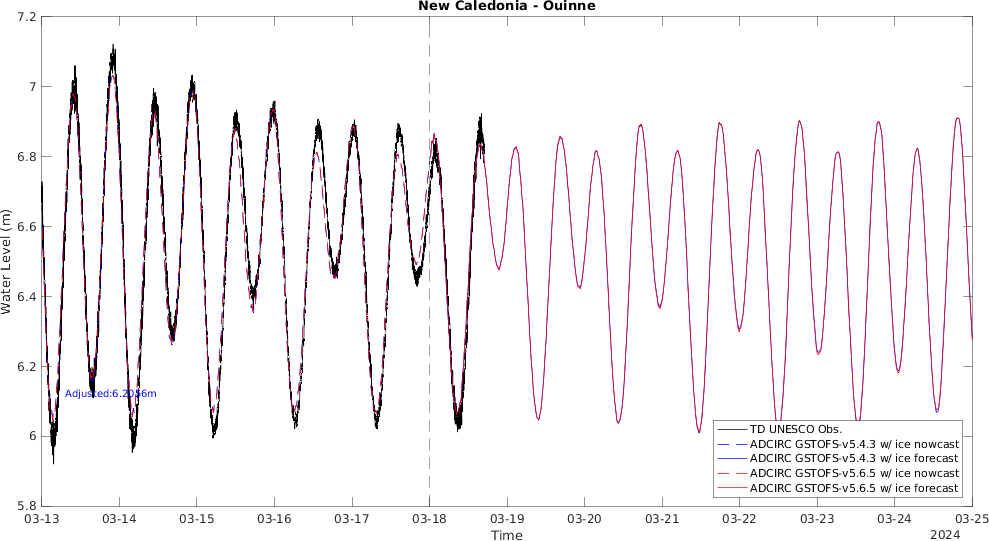 New Caledonia - Ouinne
7.2
7
6.8
6.6
6.4
6.2
6
5.8
Water Level (m)
Adjusted:6.2056m
TD UNESCO Obs.
ADCIRC GSTOFS-v5.4.3 w/ ice nowcast
ADCIRC GSTOFS-v5.4.3 w/ ice forecast
ADCIRC GSTOFS-v5.6.5 w/ ice nowcast
ADCIRC GSTOFS-v5.6.5 w/ ice forecast
03-13 03-14 03-15 03-16 03-17 03-18 03-19 03-20 03-21 03-22 03-23 03-24 03-25
Time
2024